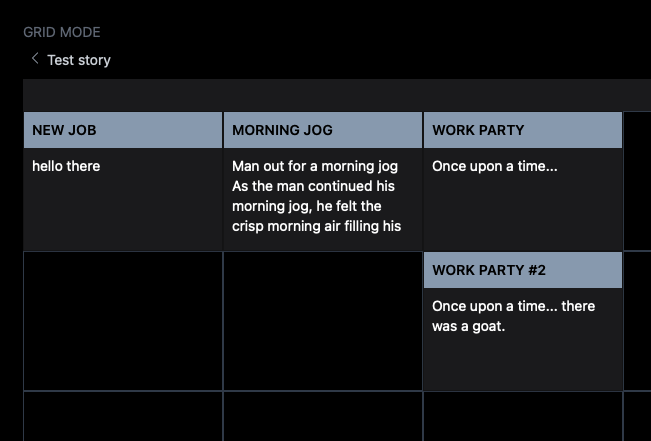 GRID MODE
Test story
NEW JOB
hello there
MORNING JOG
Man out for a morning jog
As the man continued his
morning jog, he felt the
crisp morning air filling his
WORK PARTY
Once upon a time...
WORK PARTY #2
Once upon a time... there
was a goat.